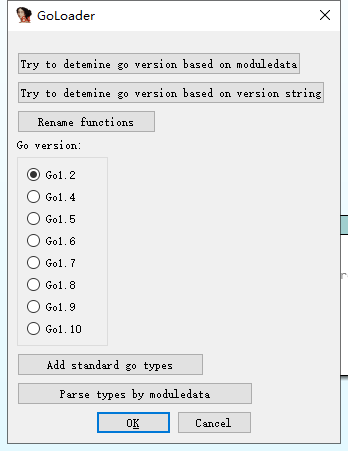 GoLoader
Try to detemine go version based on moduledata
Try to detemine go version based on version string
Rename functions
Go version:
Go1.2
Go1.4
Go1.5
Go1.6
Go1.7
Go1.8
Go1.9
Go1.10
Add standard go types
Parse types by moduledata
OK
Cancel